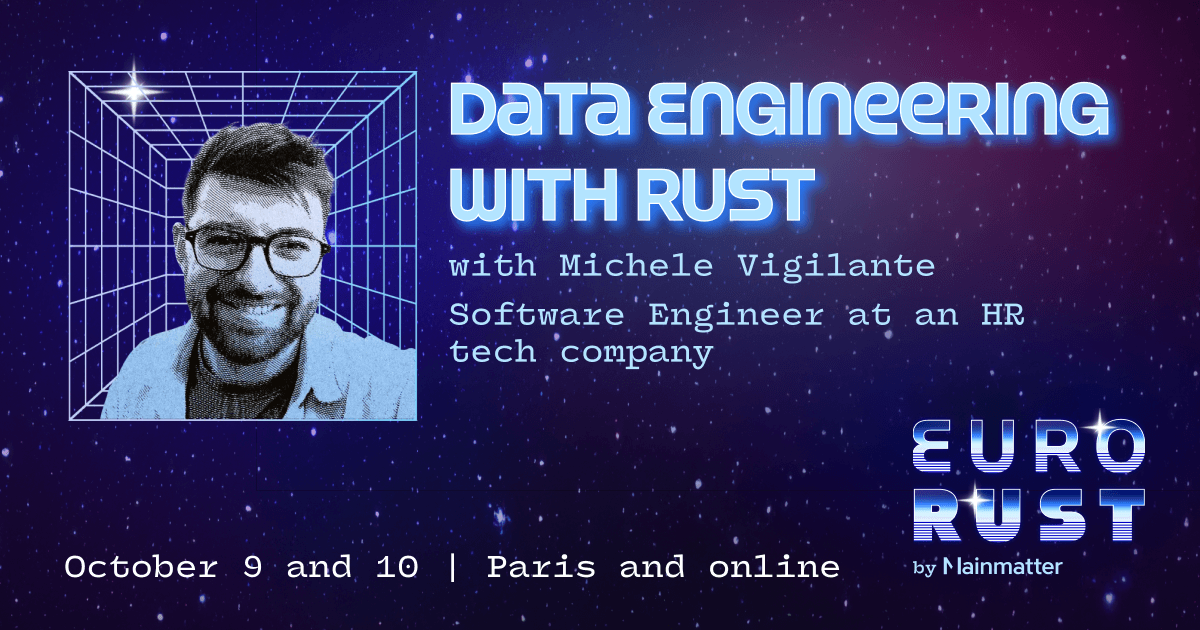 DATA ENGINEERING
WITH RUST
with Michele Vigilante
Software Engineer at an HR
tech company
EURO
RUST
by Mainmatter
October 9 and 10 | Paris and online